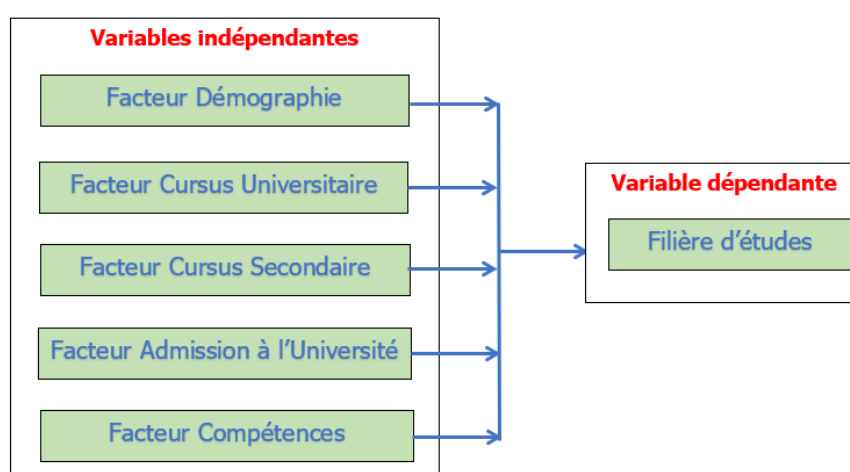 Variables indépendantes
Facteur Démographie
Facteur Cursus Universitaire
Facteur Cursus Secondaire
Facteur Admission à l'Université
Facteur Compétences
Variable dépendante
Filière d'études